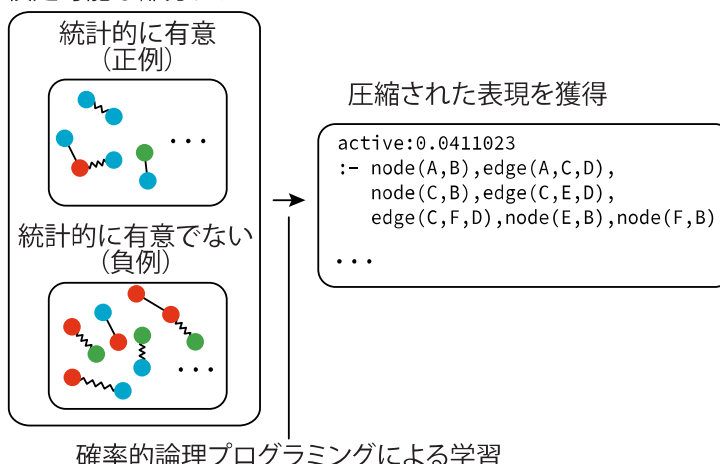 統計的に有意
(正例)
・・・
統計的に有意でない
(負例)
・・・
圧縮された表現を獲得
active:0.0411023
:- node(A,B),edge(A,C,D),
node(C,B),edge(C,E,D),
edge(C,F,D),node(E,B),node(F,B)
・・・
確率的論理プログラミングによる学習